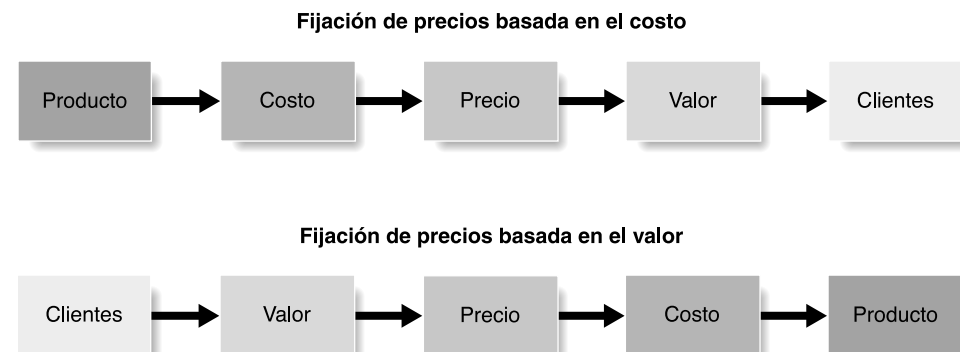 Fijación de precios basada en el costo
Producto Costo Precio Valor Clientes
Fijación de precios basada en el valor
Clientes Valor Precio Costo Producto